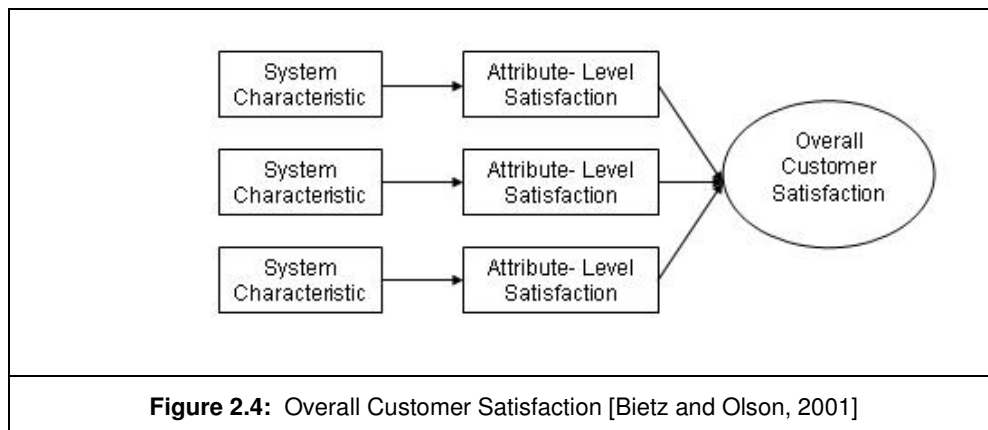 System
Characteristic
Attribute- Level
Satisfaction
System
Characteristic
Attribute- Level
Satisfaction
System
Characteristic
Attribute- Level
Satisfaction
Overall
Customer
Satisfaction
Figure 2.4: Overall Customer Satisfaction [Bietz and Olson, 2001]